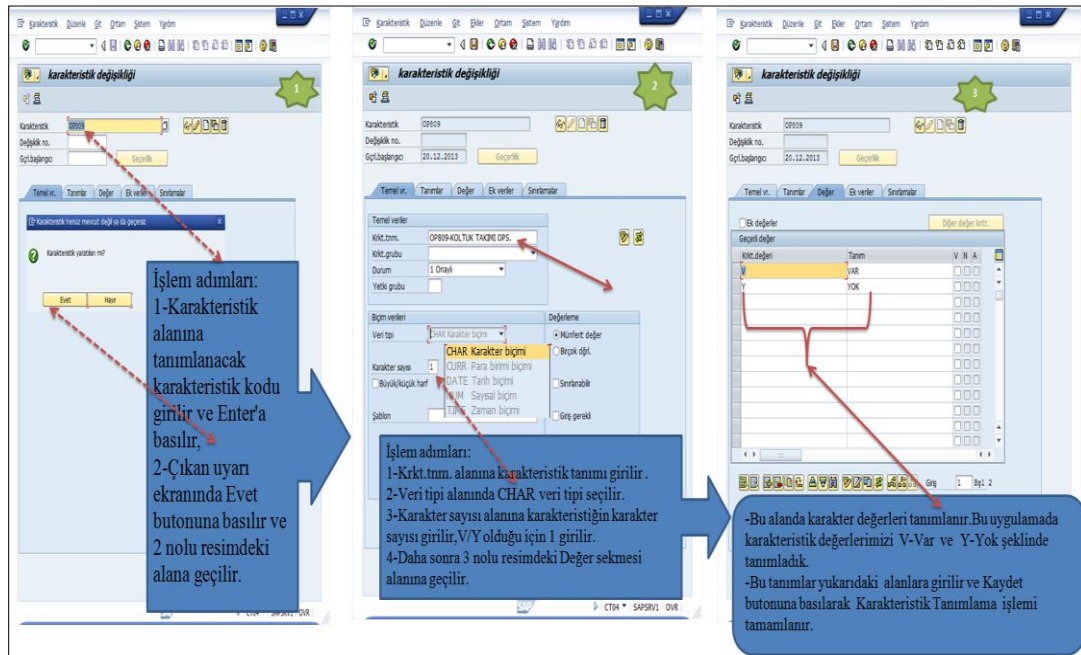 Karakteristik Düzenle Git Ortam Sistem Yardım
karakteristik değişikliği
1
Karakteristik OP809
Değişiklik no.
Gçrl.başlangıcı
Geçerlilik
Temel vr. Tanımlar Değer Ek veriler Sınırlamalar
Karakteristik henüz mevcut değil ya da geçersiz
Karakteristik yaratılsın mı?
Evet Hayır
İşlem adımları:
1-Karakteristik
alanına
tanımlanacak
karakteristik kodu
girilir ve Enter'a
basılır,
2-Çıkan uyarı
ekranında Evet
butonuna basılır ve
2 nolu resimdeki
alana geçilir.
CT04 SAPSRV1 OVR
Karakteristik Düzenle Git Ekler Ortam Sistem Yardım
karakteristik değişikliği
2
Karakteristik OP809
Değişiklik no.
Gçrl.başlangıcı 20.12.2013 Geçerlilik
Temel vr. Tanımlar Değer Ek veriler Sınırlamalar
Temel veriler
Krkt.tnm. OP809-KOLTUK TAKIMI OPS.
Krkt.grubu
Durum 1 Onaylı
Yetki grubu
Biçim verileri
Değerleme
Veri tipi CHAR Karakter biçimi
Münfert değer
CHAR Karakter biçimi
Birçok dğrl.
Karakter sayısı 1
CURR Para birimi biçimi
Büyük/küçük harf
DATE Tarih biçimi
Sınırlanabilir
NUM Sayısal biçim
Şablon
TIME Zaman biçimi
Giriş gerekli
İşlem adımları:
1-Krkt.tnm. alanına karakteristik tanımı girilir .
2-Veri tipi alanında CHAR veri tipi seçilir.
3-Karakter sayısı alanına karakteristiğin karakter
sayısı girilir,V/Y olduğu için 1 girilir.
4-Daha sonra 3 nolu resimdeki Değer sekmesi
alanına geçilir.
SAP
CT04 SAPSRV1 OVR
Karakteristik Düzenle Git Ekler Ortam Sistem Yardım
karakteristik değişikliği
3
Karakteristik OP809
Değişiklik no.
Gçrl.başlangıcı 20.12.2013 Geçerlilik
Temel vr. Tanımlar Değer Ek veriler Sınırlamalar
Ek değerler
Diğer değer kntr.
Geçerli değer
Krkt.değeri Tanım V N A
V VAR
Y YOK
Giriş 1 Bşl 2
-Bu alanda karakter değerleri tanımlanır.Bu uygulamada
karakteristik değerlerimizi V-Var ve Y-Yok şeklinde
tanımladık.
-Bu tanımlar yukarıdaki alanlara girilir ve Kaydet
butonuna basılarak Karakteristik Tanımlama işlemi
tamamlanır.